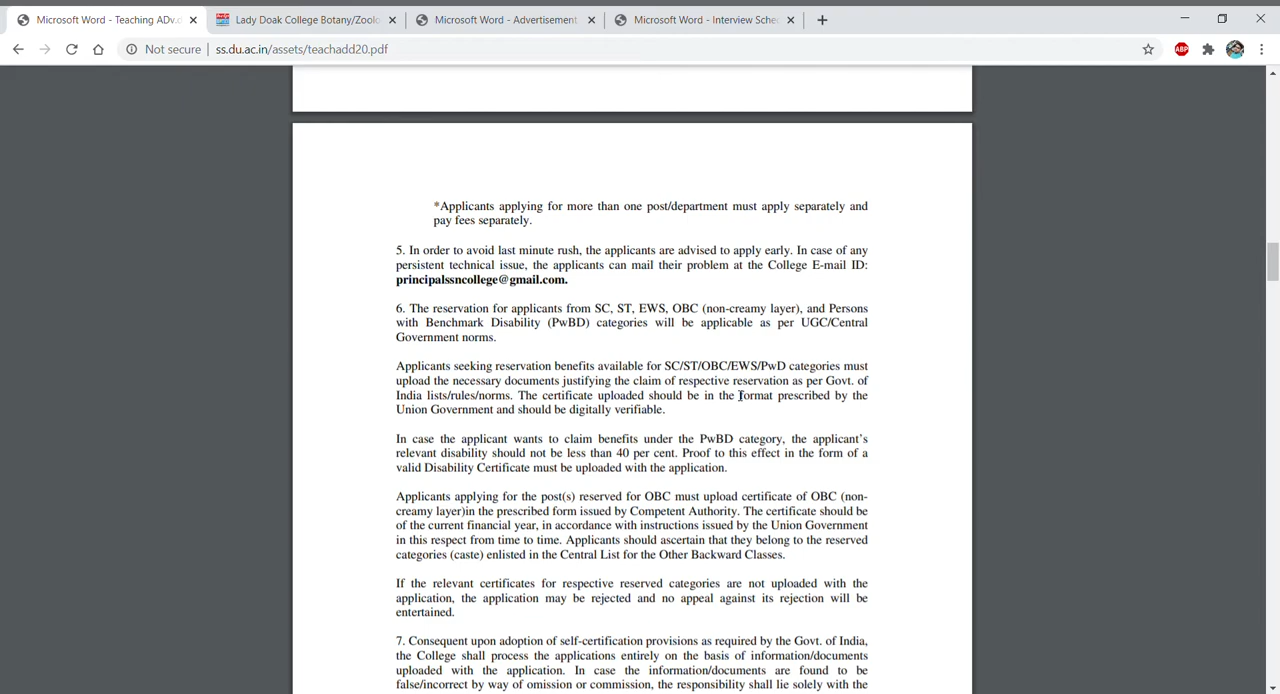 Microsoft Word - Teaching ADv.
Lady Doak College Botany/Zoolo
Microsoft Word - Advertisement
Microsoft Word - Interview Sche
Not secure | ss.du.ac.in/assets/teachadd20.pdf
ABP
*Applicants applying for more than one post/department must apply separately and
pay fees separately.
5. In order to avoid last minute rush, the applicants are advised to apply early. In case of any
persistent technical issue, the applicants can mail their problem at the College E-mail ID:
principalssncollege@gmail.com.
6. The reservation for applicants from SC, ST, EWS, OBC (non-creamy layer), and Persons
with Benchmark Disability (PwBD) categories will be applicable as per UGC/Central
Government norms.
Applicants seeking reservation benefits available for SC/ST/OBC/EWS/PwD categories must
upload the necessary documents justifying the claim of respective reservation as per Govt. of
India lists/rules/norms. The certificate uploaded should be in the format prescribed by the
Union Government and should be digitally verifiable.
In case the applicant wants to claim benefits under the PwBD category, the applicant's
relevant disability should not be less than 40 per cent. Proof to this effect in the form of a
valid Disability Certificate must be uploaded with the application.
Applicants applying for the post(s) reserved for OBC must upload certificate of OBC (non-
creamy layer)in the prescribed form issued by Competent Authority. The certificate should be
of the current financial year, in accordance with instructions issued by the Union Government
in this respect from time to time. Applicants should ascertain that they belong to the reserved
categories (caste) enlisted in the Central List for the Other Backward Classes.
If the relevant certificates for respective reserved categories are not uploaded with the
application, the application may be rejected and no appeal against its rejection will be
entertained.
7. Consequent upon adoption of self-certification provisions as required by the Govt. of India,
the College shall process the applications entirely on the basis of information/documents
uploaded with the application. In case the information/documents are found to be
false/incorrect by way of omission or commission, the responsibility shall lie solely with the